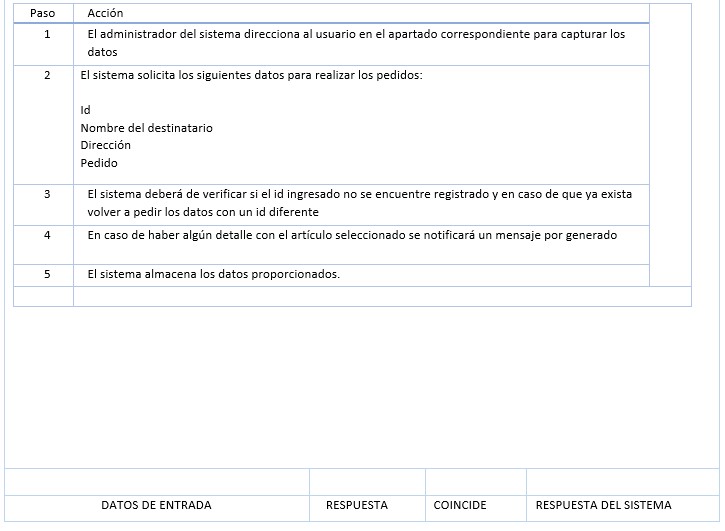 Paso Acción
1 El administrador del sistema direcciona al usuario en el apartado correspondiente para capturar los
datos
2 El sistema solicita los siguientes datos para realizar los pedidos:
Id
Nombre del destinatario
Dirección
Pedido
3 El sistema deberá de verificar si el id ingresado no se encuentre registrado y en caso de que ya exista
volver a pedir los datos con un id diferente
4 En caso de haber algún detalle con el artículo seleccionado se notificará un mensaje por generado
5 El sistema almacena los datos proporcionados.
DATOS DE ENTRADA RESPUESTA COINCIDE RESPUESTA DEL SISTEMA